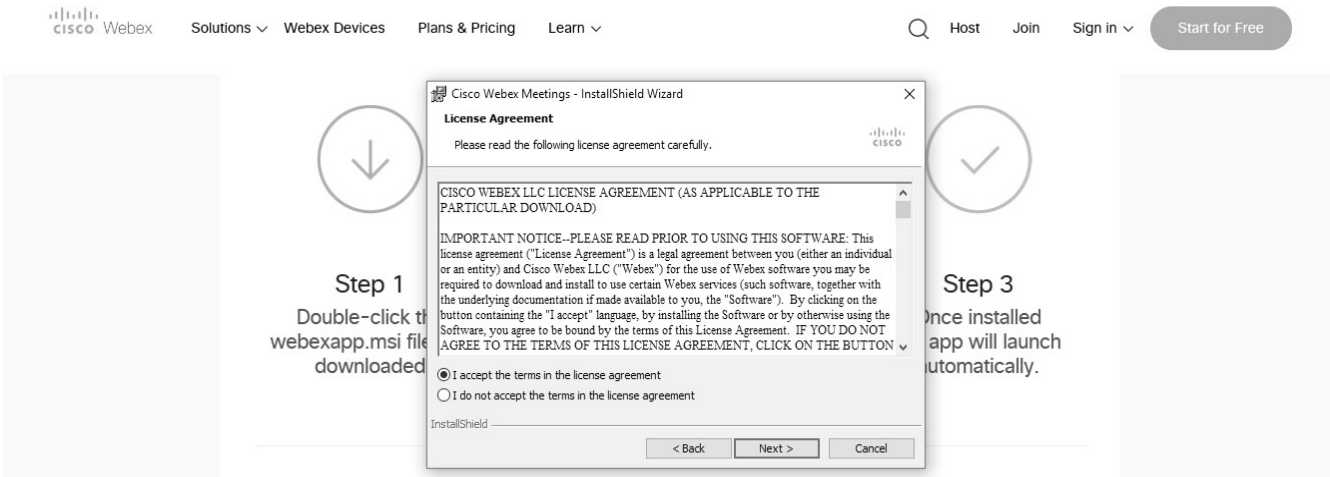 cisco Webex Solutions Webex Devices Plans & Pricing Learn Host Join Sign in Start for Free
Cisco Webex Meetings - InstallShield Wizard
License Agreement
Please read the following license agreement carefully.
cisco
CISCO WEBEX LLC LICENSE AGREEMENT (AS APPLICABLE TO THE
PARTICULAR DOWNLOAD)
IMPORTANT NOTICE--PLEASE READ PRIOR TO USING THIS SOFTWARE: This
license agreement ("License Agreement") is a legal agreement between you (either an individual
or an entity) and Cisco Webex LLC ("Webex") for the use of Webex software you may be
required to download and install to use certain Webex services (such software, together with
the underlying documentation if made available to you, the "Software"). By clicking on the
button containing the "I accept" language, by installing the Software or by otherwise using the
Software, you agree to be bound by the terms of this License Agreement. IF YOU DO NOT
AGREE TO THE TERMS OF THIS LICENSE AGREEMENT, CLICK ON THE BUTTON
I accept the terms in the license agreement
I do not accept the terms in the license agreement
InstallShield
< Back Next > Cancel
Step 1
Double-click
webexapp.msi
downloaded
Step 3
installed
app will launch
automatically.